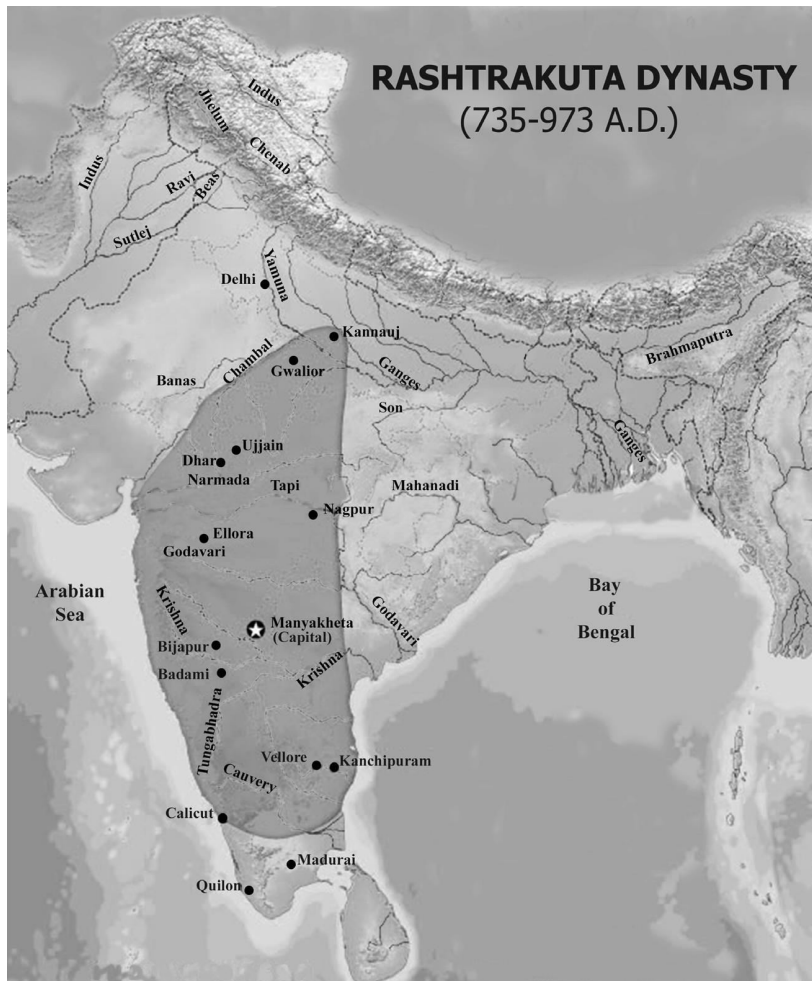 RASHTRAKUTA DYNASTY
(735-973 A.D.)
Indus
Jhelum
Chenab
Indus
Ravi
Beas
Sutlej
Delhi
Yamuna
Kannauj
Brahmaputra
Chambal
Gwalior
Ganges
Banas
Son
Ganges
Ujjain
Dhar
Narmada
Tapi
Mahanadi
Nagpur
Ellora
Godavari
Arabian
Sea
Bay
of
Bengal
Krishna
Godavari
Manyakheta
(Capital)
Bijapur
Krishna
Badami
Tungabhadra
Vellore
Kanchipuram
Cauvery
Calicut
Madurai
Quilon